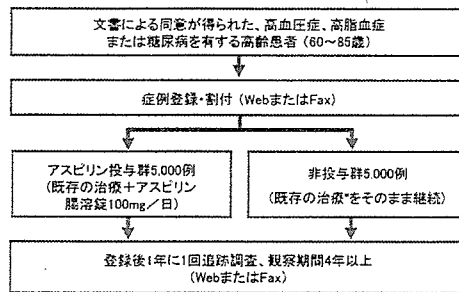 文書による同意が得られた、高血圧症、高脂血症
または糖尿病を有する高齢患者（60〜85歳）
症例登録・割付（WebまたはFax）
アスピリン投与群5,000例
（既存の治療＋アスピリン
腸溶錠100mg／日）
非投与群5,000例
（既存の治療*をそのまま継続）
登録後1年に1回追跡調査、観察期間4年以上
（WebまたはFax）